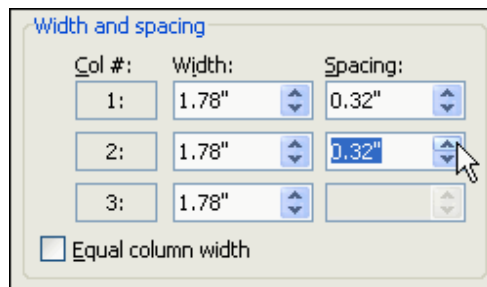 Width and spacing
Col #: Width: Spacing:
1: 1.78" 0.32"
2: 1.78" 0.32"
3: 1.78"
Equal column width